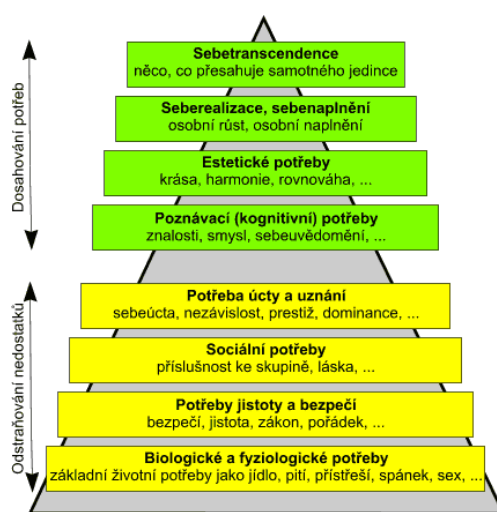 Sebetranscendence
něco, co přesahuje samotného jedince
Seberealizace, sebenaplnění
osobní růst, osobní naplnění
Estetické potřeby
krása, harmonie, rovnováha, ...
Poznávací (kognitivní) potřeby
znalosti, smysl, sebeuvědomění, ...
Dosahování potřeb
Potřeba úcty a uznání
sebeúcta, nezávislost, prestiž, dominance, ...
Sociální potřeby
příslušnost ke skupině, láska, ...
Potřeby jistoty a bezpečí
bezpečí, jistota, zákon, pořádek, ...
Biologické a fyziologické potřeby
základní životní potřeby jako jídlo, pití, přístřeší, spánek, sex, ...
Odstraňování nedostatků